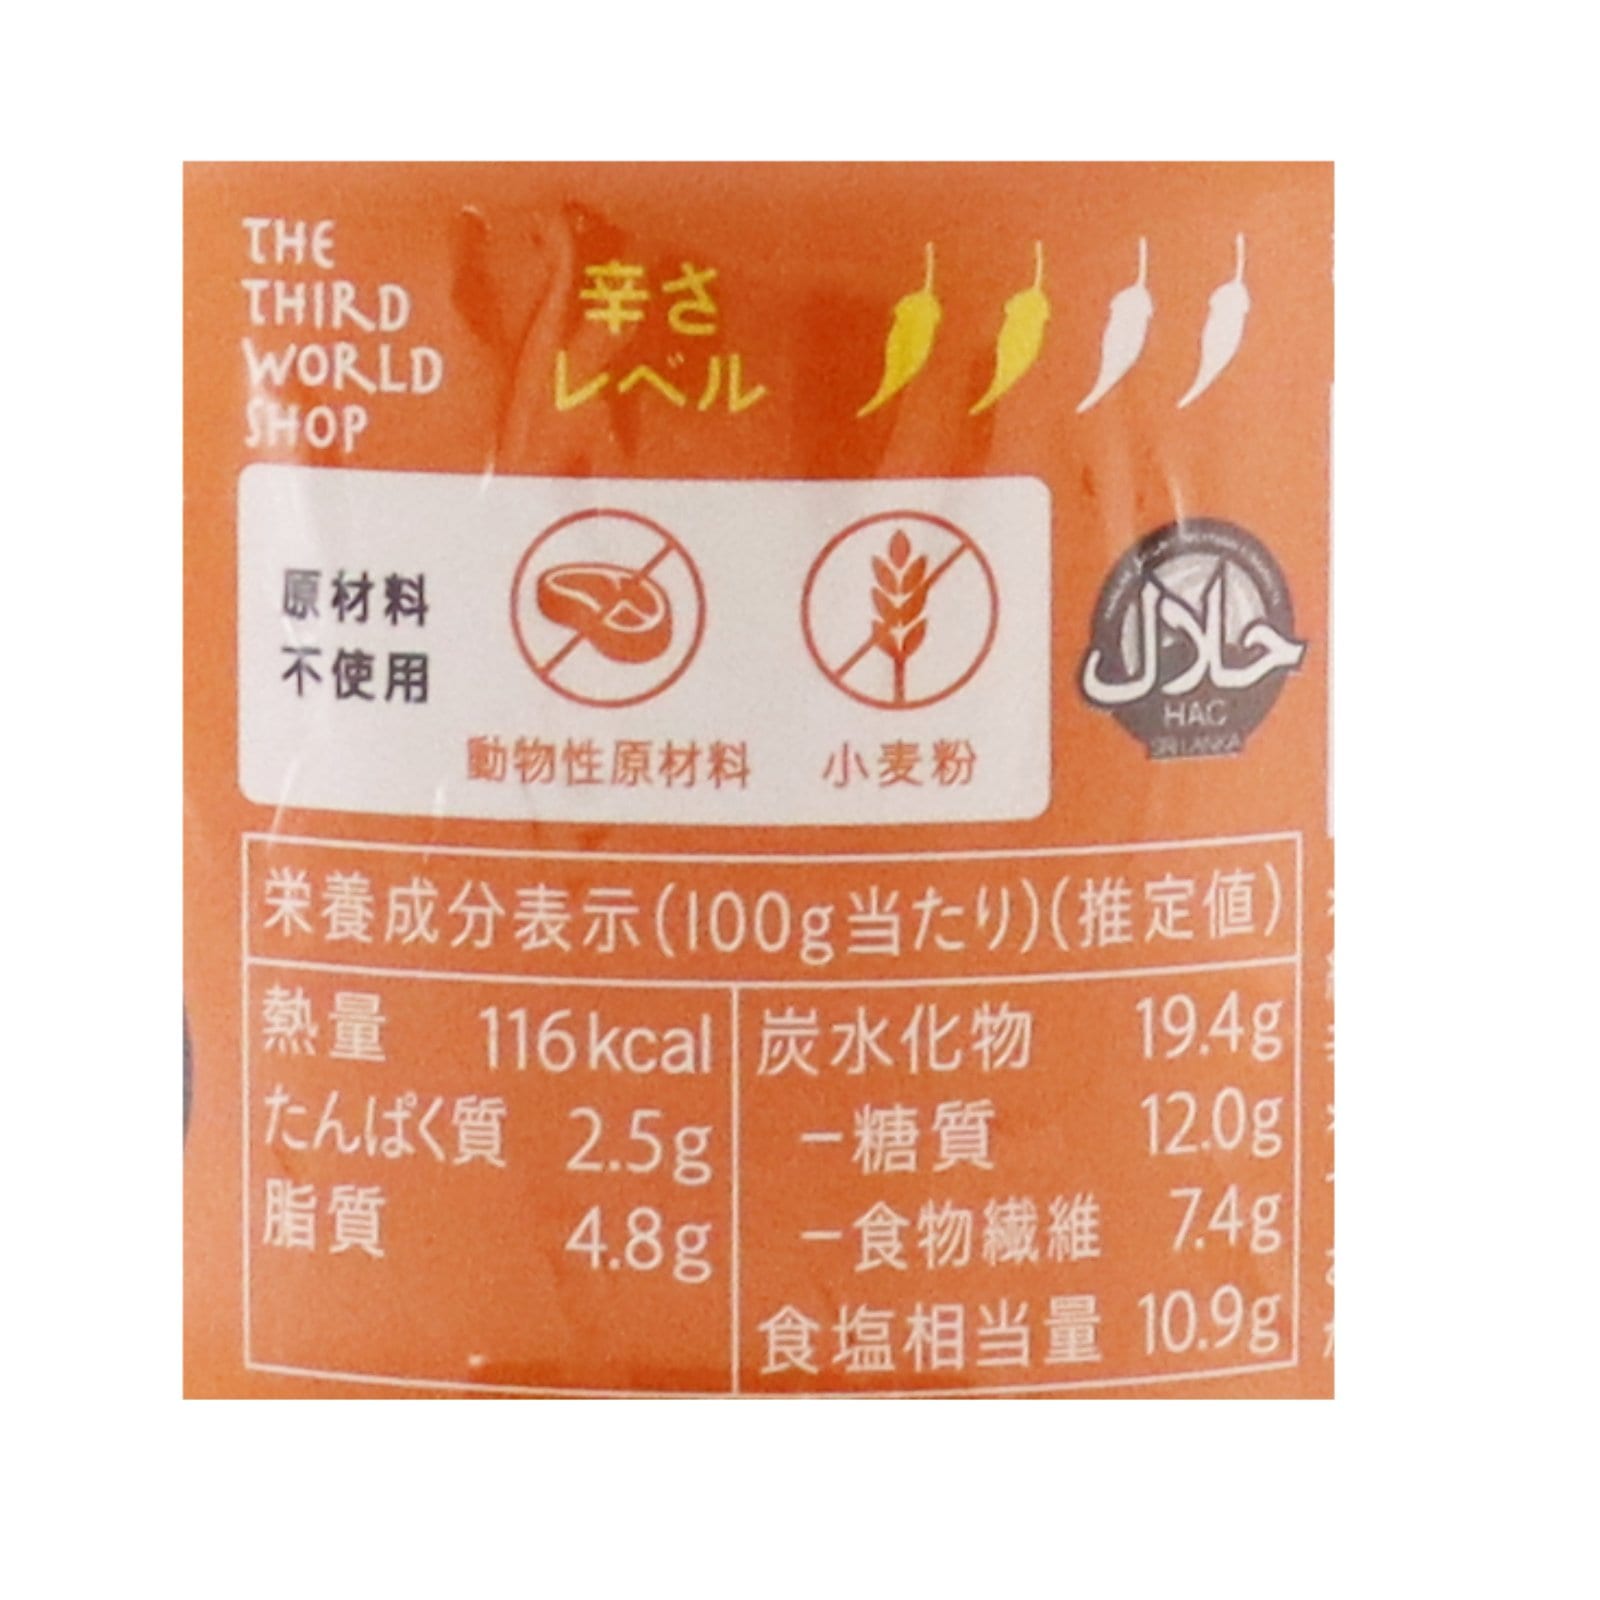 THE
THIRD
WORLD
SHOP
辛さ
レベル
原材料
不使用
動物性原材料
小麦粉
حلال
HAC
SRI LANKA
栄養成分表示(100g当たり)(推定値)
熱量 116kcal
たんぱく質 2.5g
脂質 4.8g
炭水化物 19.4g
－糖質 12.0g
－食物繊維 7.4g
食塩相当量 10.9g